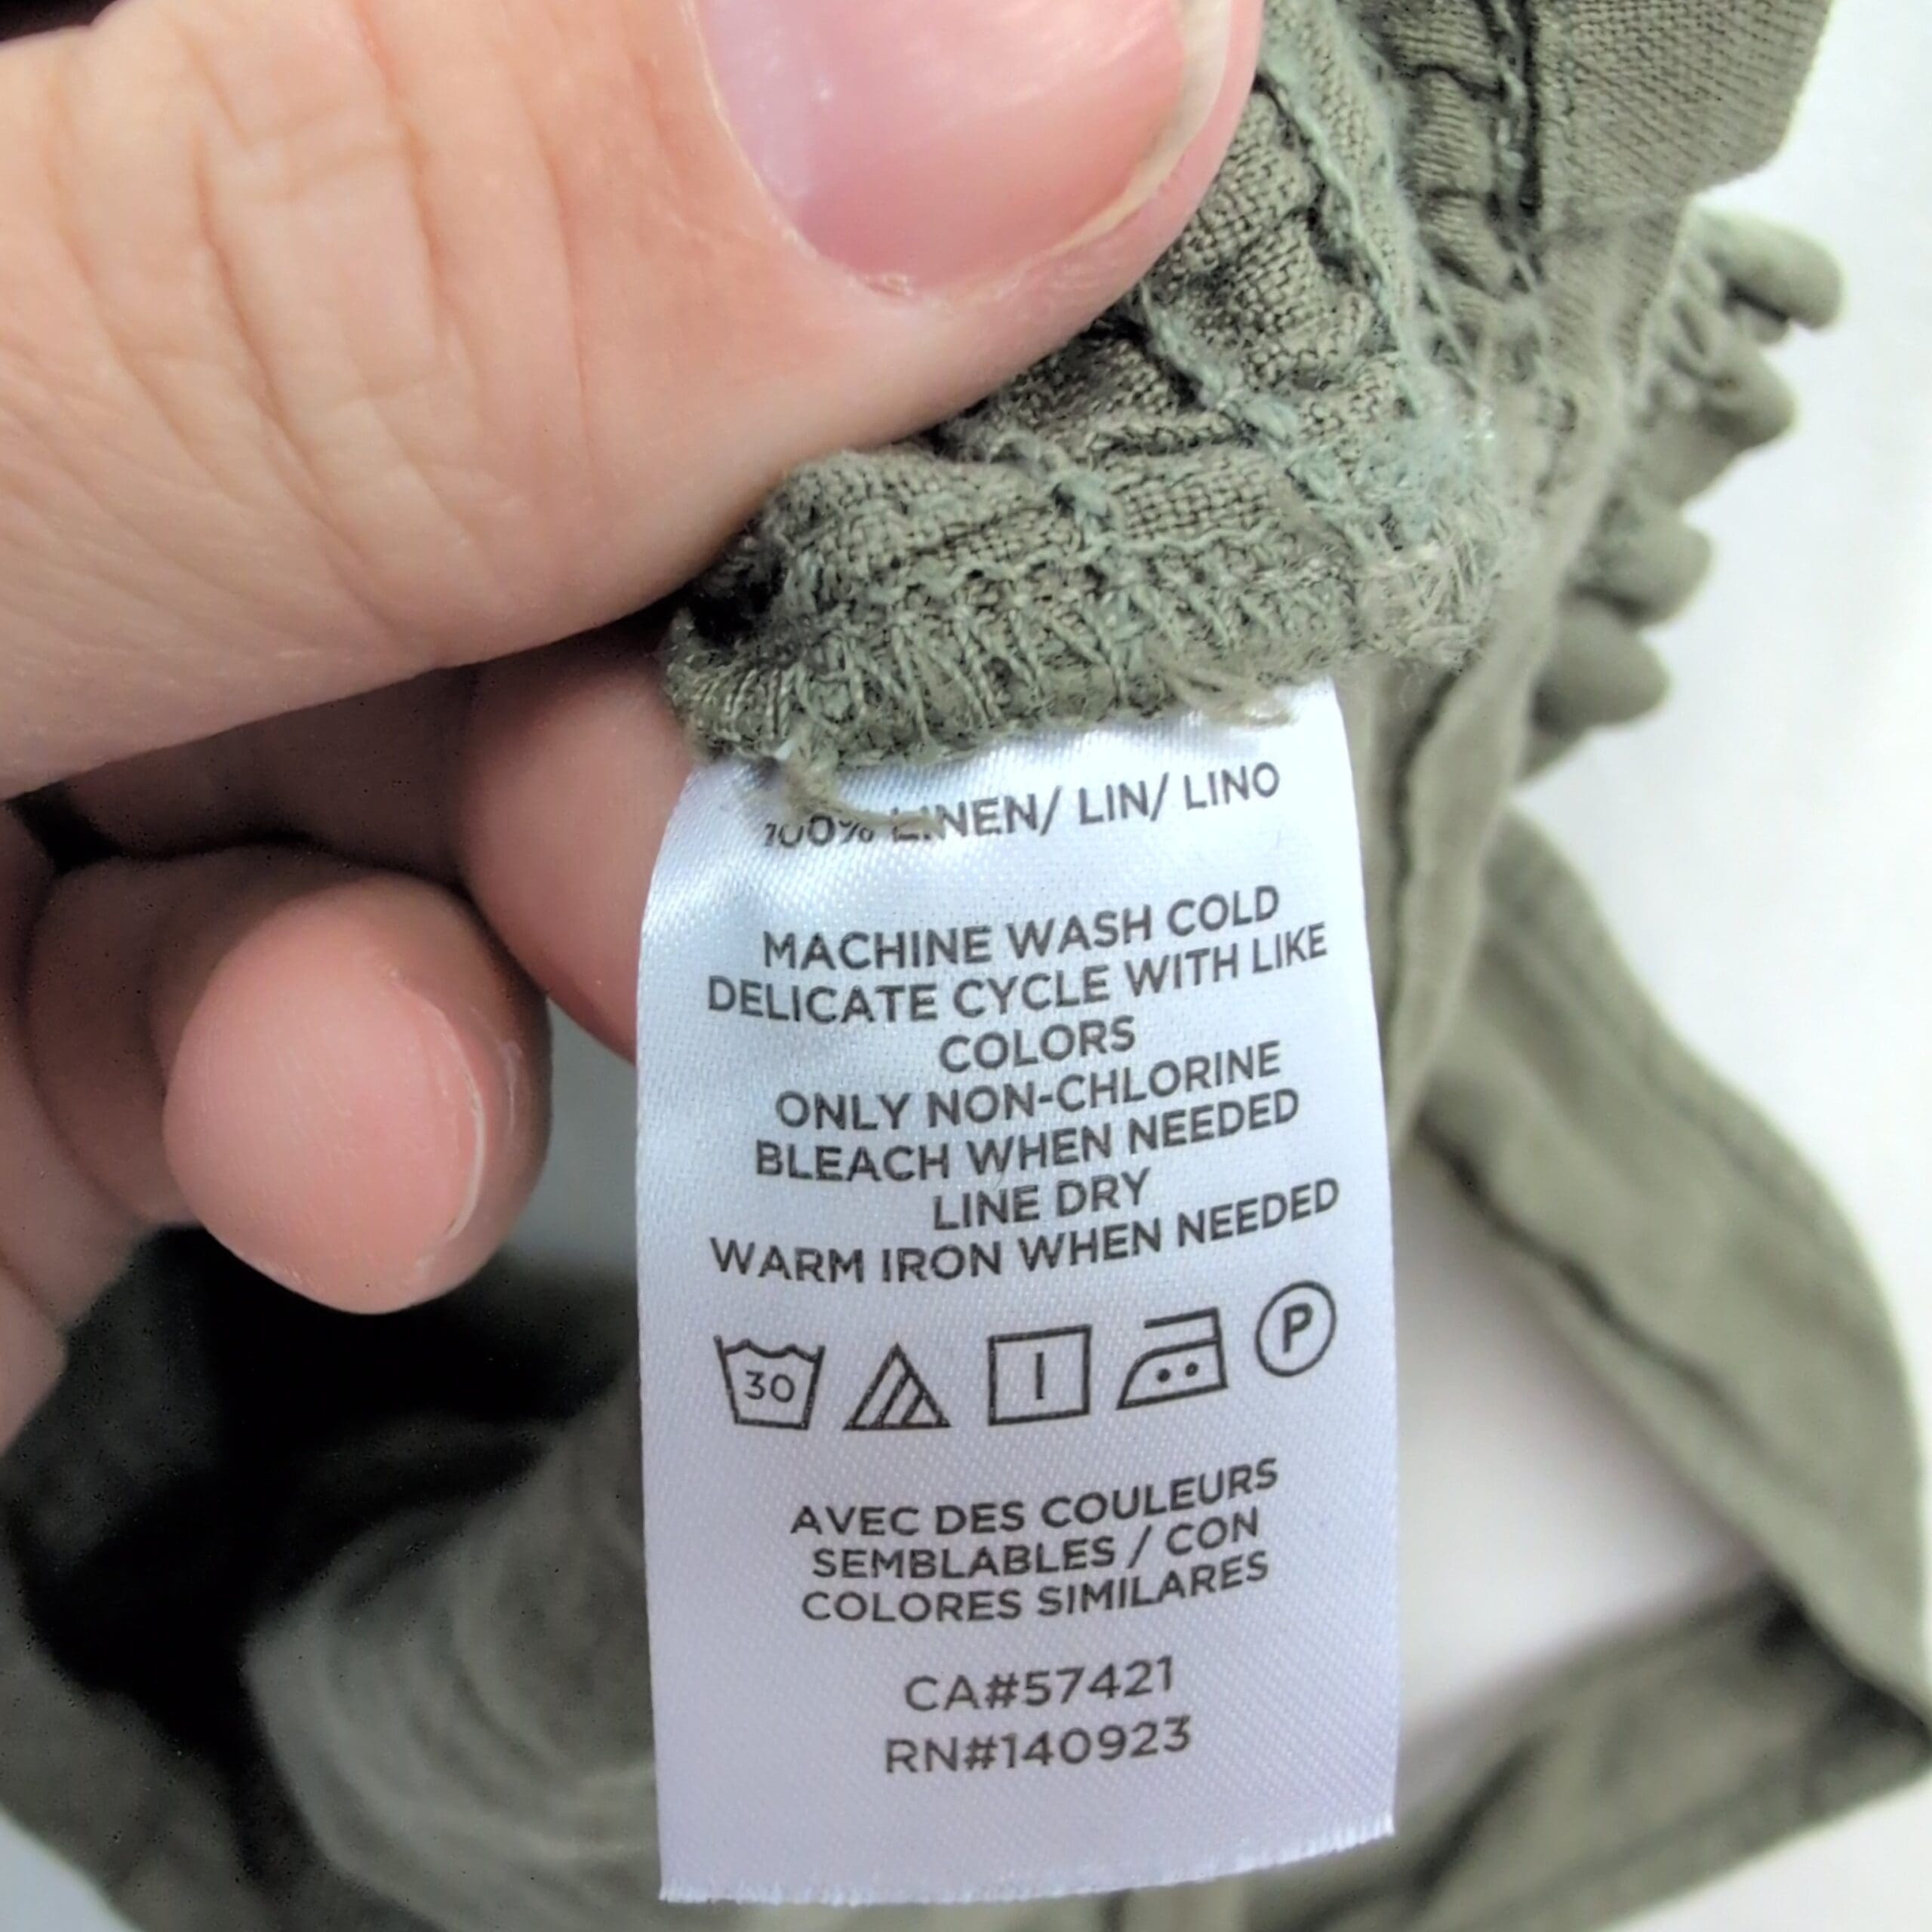 100% LINEN/ LIN/ LINO
MACHINE WASH COLD
DELICATE CYCLE WITH LIKE
COLORS
ONLY NON-CHLORINE
BLEACH WHEN NEEDED
LINE DRY
WARM IRON WHEN NEEDED
30 P
AVEC DES COULEURS
SEMBLABLES / CON
COLORES SIMILARES
CA#57421
RN#140923